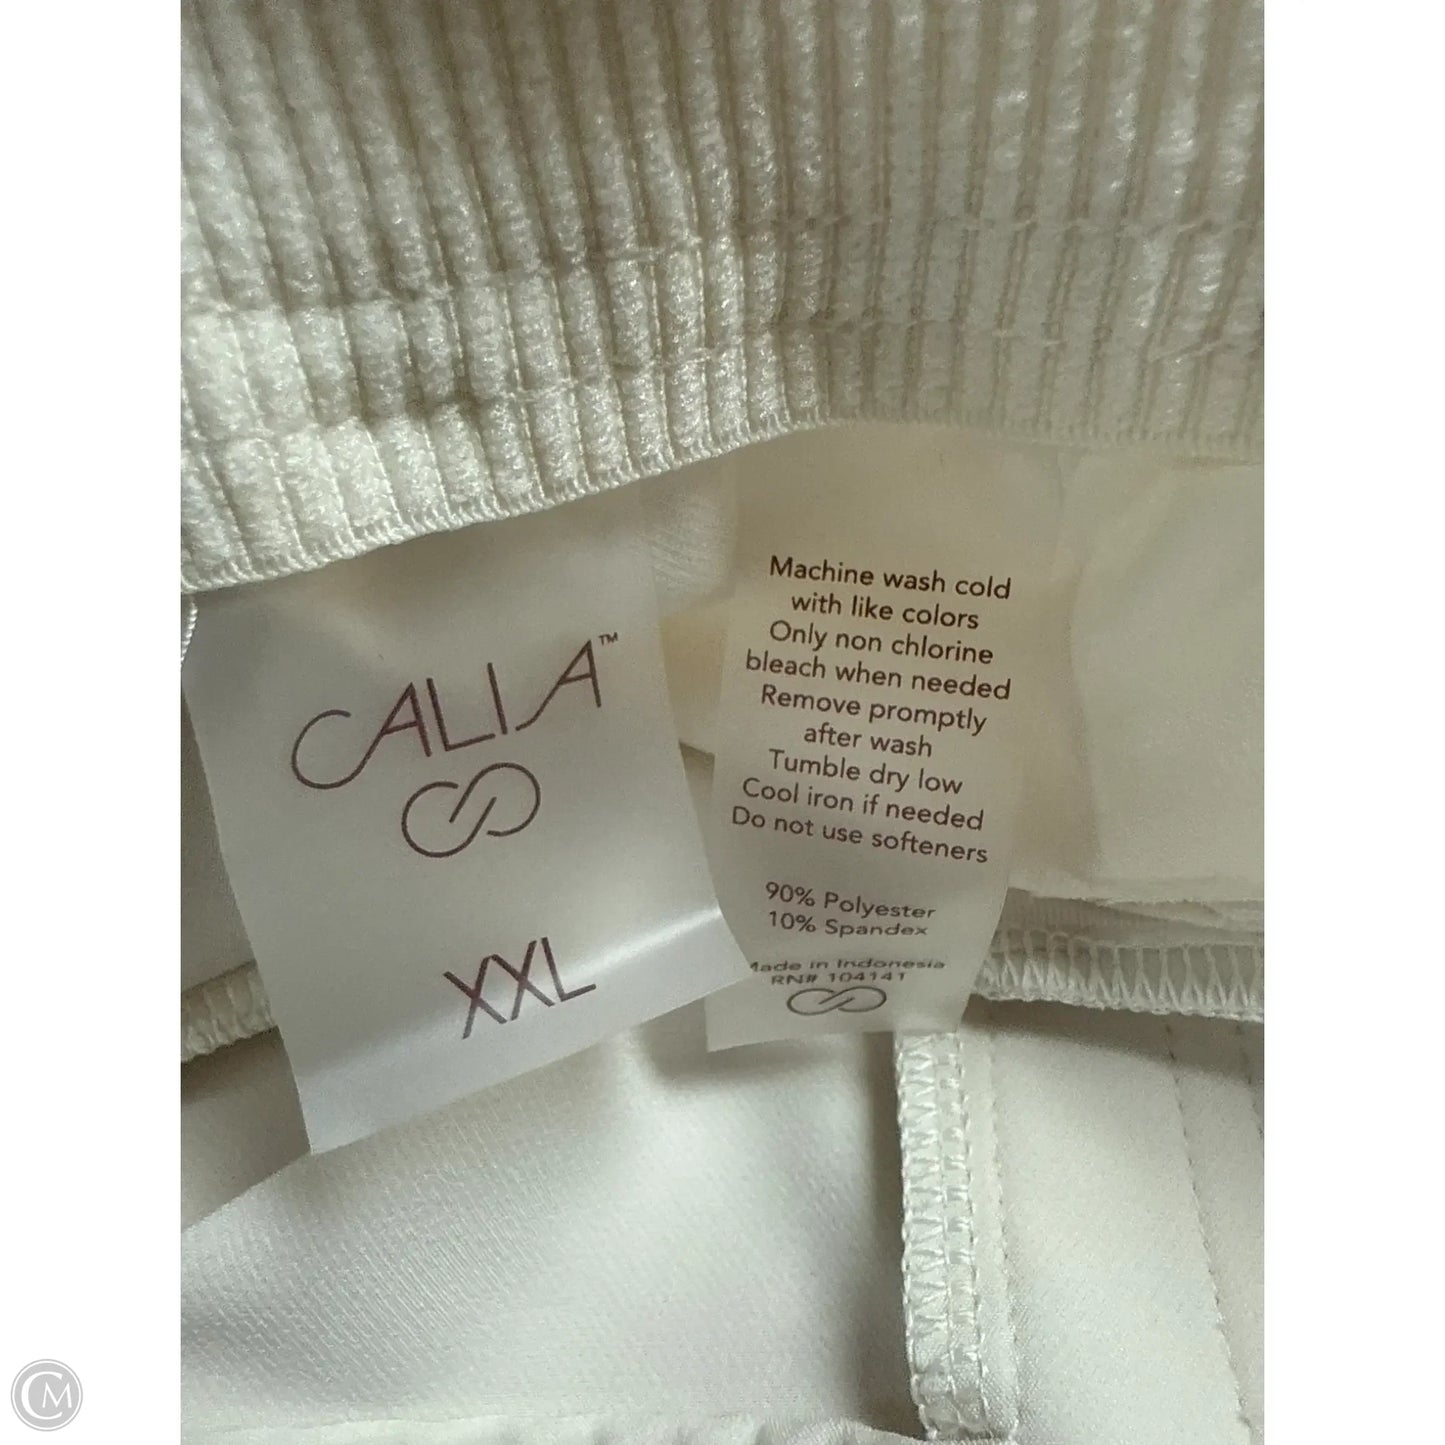 CALIA™
XXL
Machine wash cold
with like colors
Only non chlorine
bleach when needed
Remove promptly
after wash
Tumble dry low
Cool iron if needed
Do not use softeners
90% Polyester
10% Spandex
Made in Indonesia
RN# 104141
CM